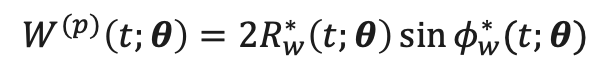 W⁽ᵖ⁾(t; θ) = 2R*_w(t; θ) sin ϕ*_w(t; θ)